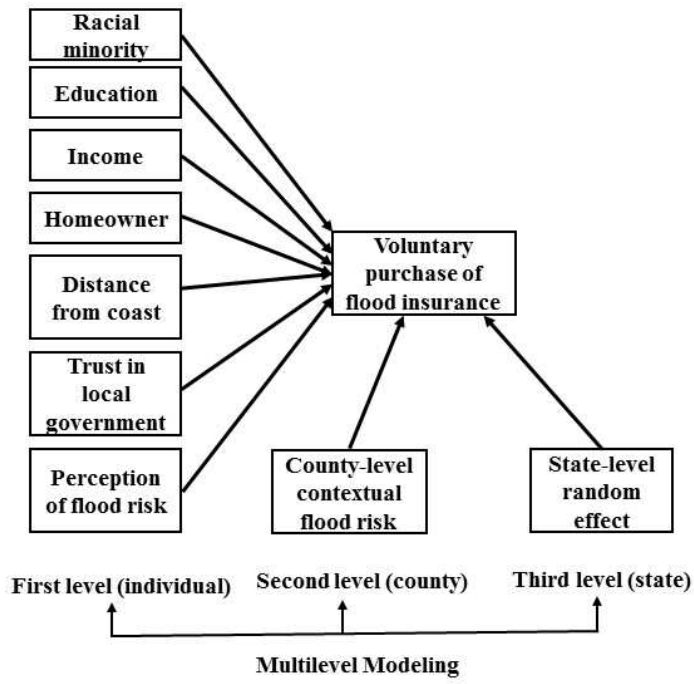 Racial
minority
Education
Income
Homeowner
Distance
from coast
Trust in
local
government
Perception
of flood risk
Voluntary
purchase of
flood insurance
County-level
contextual
flood risk
State-level
random
effect
First level (individual)
Second level (county)
Third level (state)
Multilevel Modeling